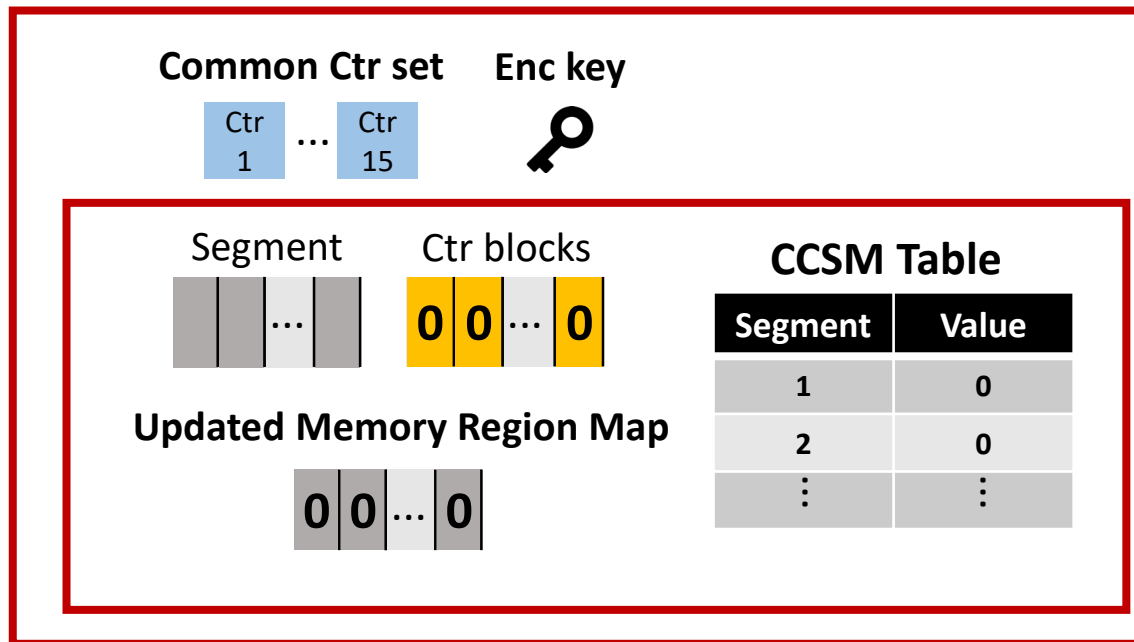 Common Ctr set Enc key
Ctr 1 ... Ctr 15
Segment Ctr blocks
...
0 0 ... 0
Updated Memory Region Map
0 0 ... 0
CCSM Table
Segment Value
1 0
2 0
⋮ ⋮